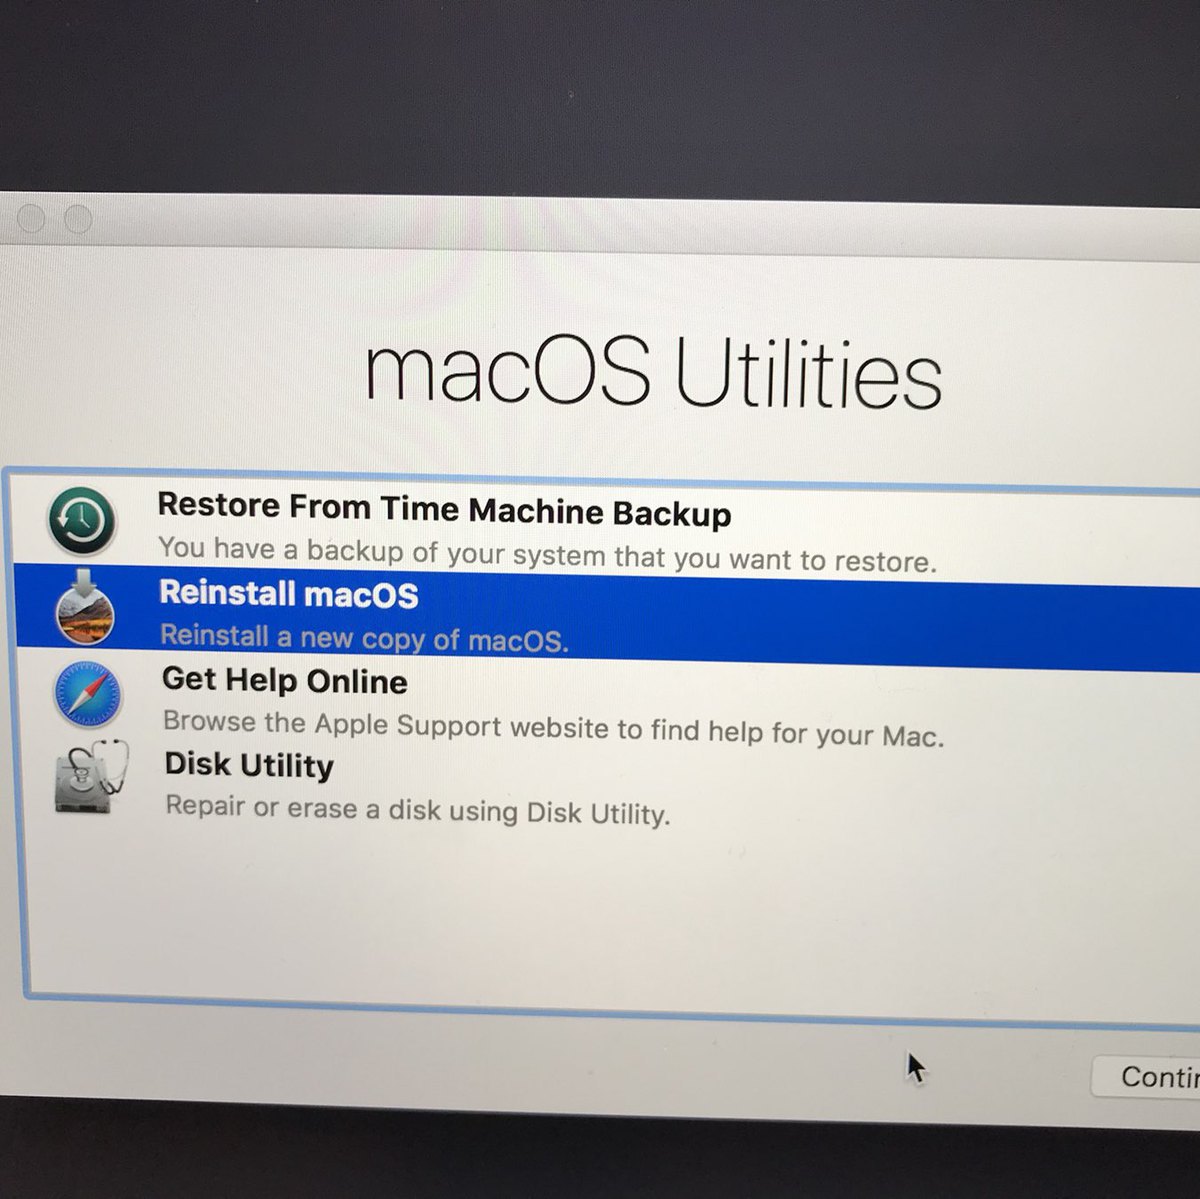 macOS Utilities
Restore From Time Machine Backup
You have a backup of your system that you want to restore.
Reinstall macOS
Reinstall a new copy of macOS.
Get Help Online
Browse the Apple Support website to find help for your Mac.
Disk Utility
Repair or erase a disk using Disk Utility.
Contin